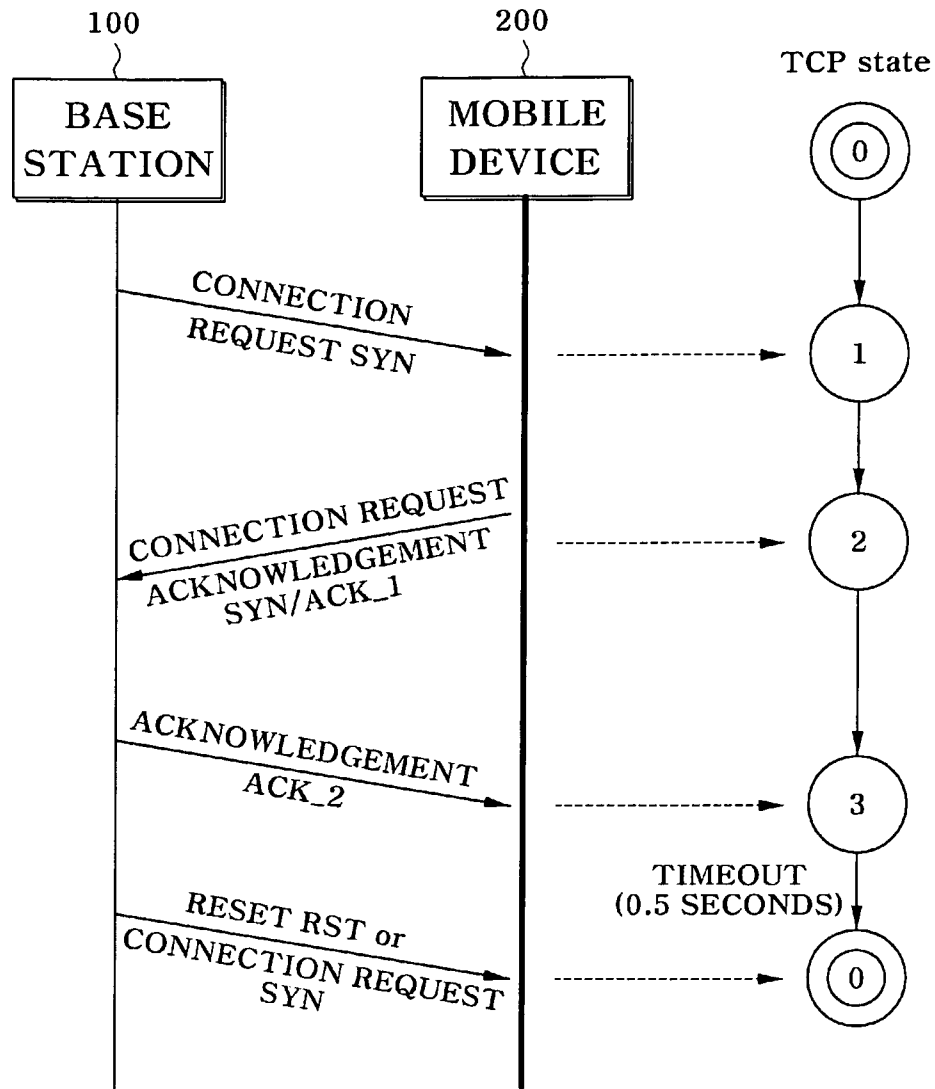 100
200
TCP state
BASE
STATION
MOBILE
DEVICE
0
CONNECTION
REQUEST SYN
1
CONNECTION REQUEST
ACKNOWLEDGEMENT
SYN/ACK_1
2
ACKNOWLEDGEMENT
ACK_2
3
TIMEOUT
(0.5 SECONDS)
RESET RST or
CONNECTION REQUEST
SYN
0